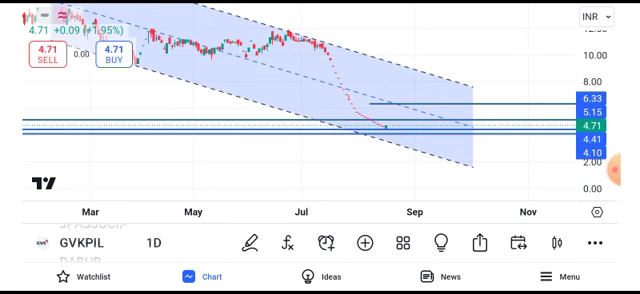 INR
4.71 +0.09 (+1.95%)
12.00
4.71
SELL
0.00
4.71
BUY
10.00
8.00
6.33
5.15
4.71
4.41
4.10
2.00
0.00
Mar May Jul Sep Nov
JPASSOCIA
GVKPIL 1D
DABUR
Watchlist Chart Ideas News Menu